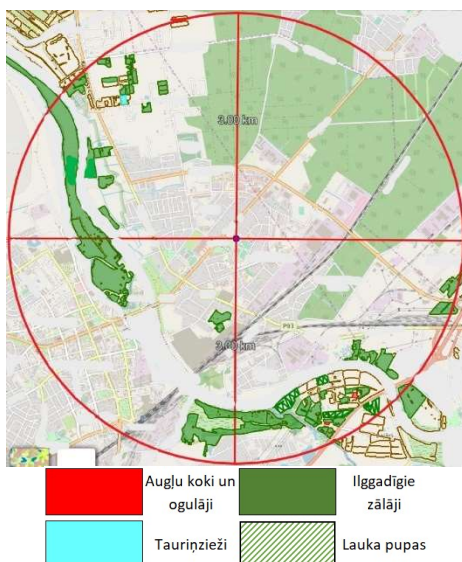 3.00 km
P93
3.00 km
Augļu koki un
ogulāji
Ilggadīgie
zālāji
Tauriņzieži
Lauka pupas